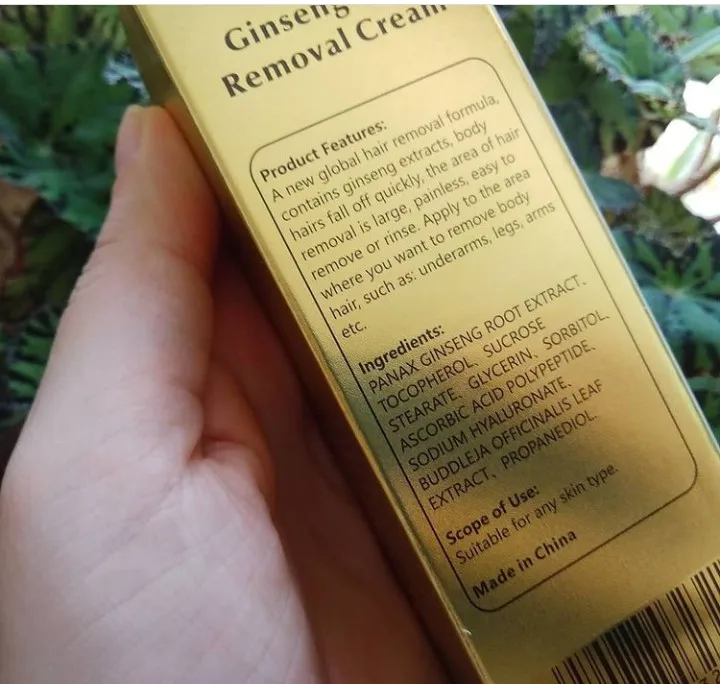 Ginseng
Removal Cream
Product Features:
A new global hair removal formula,
contains ginseng extracts, body
hairs fall off quickly, the area of hair
removal is large, painless, easy to
remove or rinse. Apply to the area
where you want to remove body
hair, such as: underarms, legs, arms
etc.
Ingredients:
PANAX GINSENG ROOT EXTRACT、
TOCOPHEROL、SUCROSE
STEARATE、GLYCERIN、SORBITOL、
ASCORBIC ACID POLYPEPTIDE、
SODIUM HYALURONATE、
BUDDLEJA OFFICINALIS LEAF
EXTRACT、PROPANEDIOL.
Scope of Use:
Suitable for any skin type.
Made in China